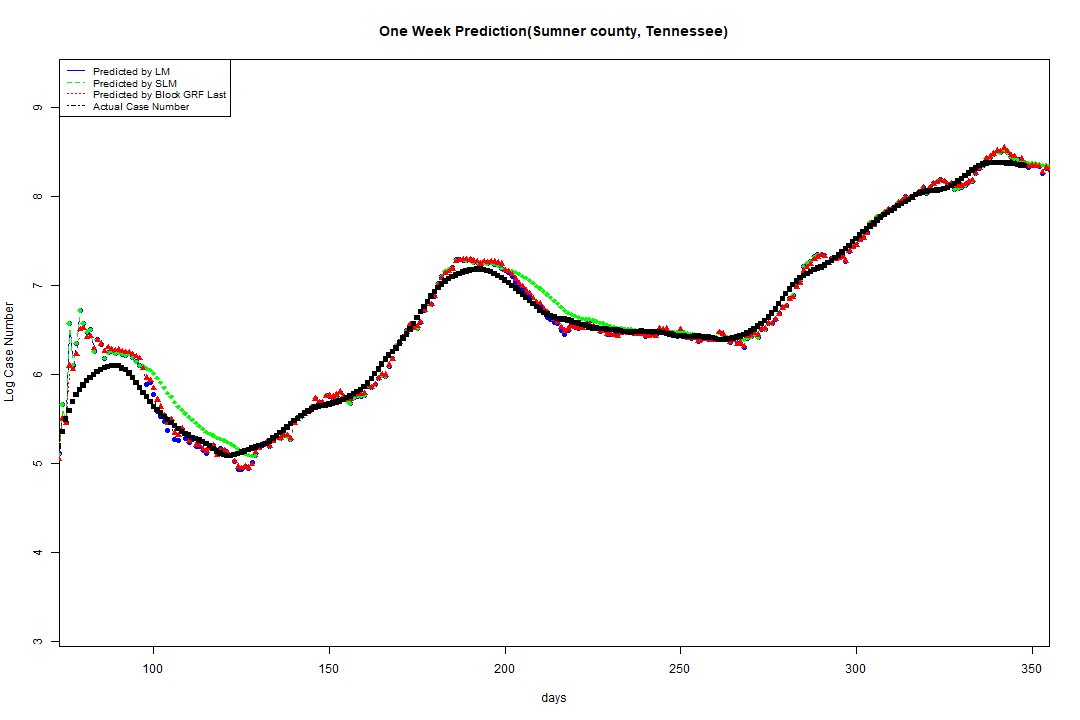 One Week Prediction(Sumner county, Tennessee)
Predicted by LM
Predicted by SLM
Predicted by Block GRF Last
Actual Case Number
9
8
7
6
5
4
3
Log Case Number
100 150 200 250 300 350
days